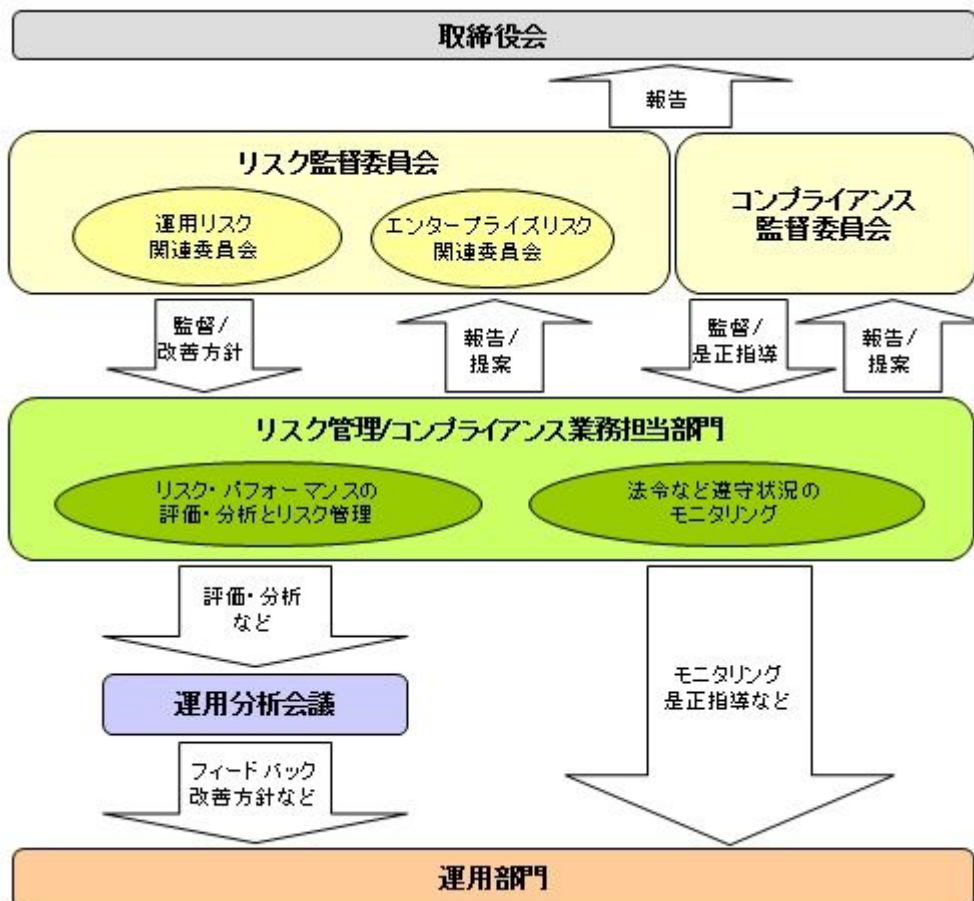 取締役会
報告
リスク監督委員会
運用リスク
関連委員会
エンタープライズリスク
関連委員会
コンプライアンス
監督委員会
監督/
改善方針
報告/
提案
監督/
是正指導
報告/
提案
リスク管理/コンプライアンス業務担当部門
リスク・パフォーマンスの
評価・分析とリスク管理
法令など遵守状況の
モニタリング
評価・分析
など
運用分析会議
モニタリング
是正指導など
フィードバック
改善方針など
運用部門